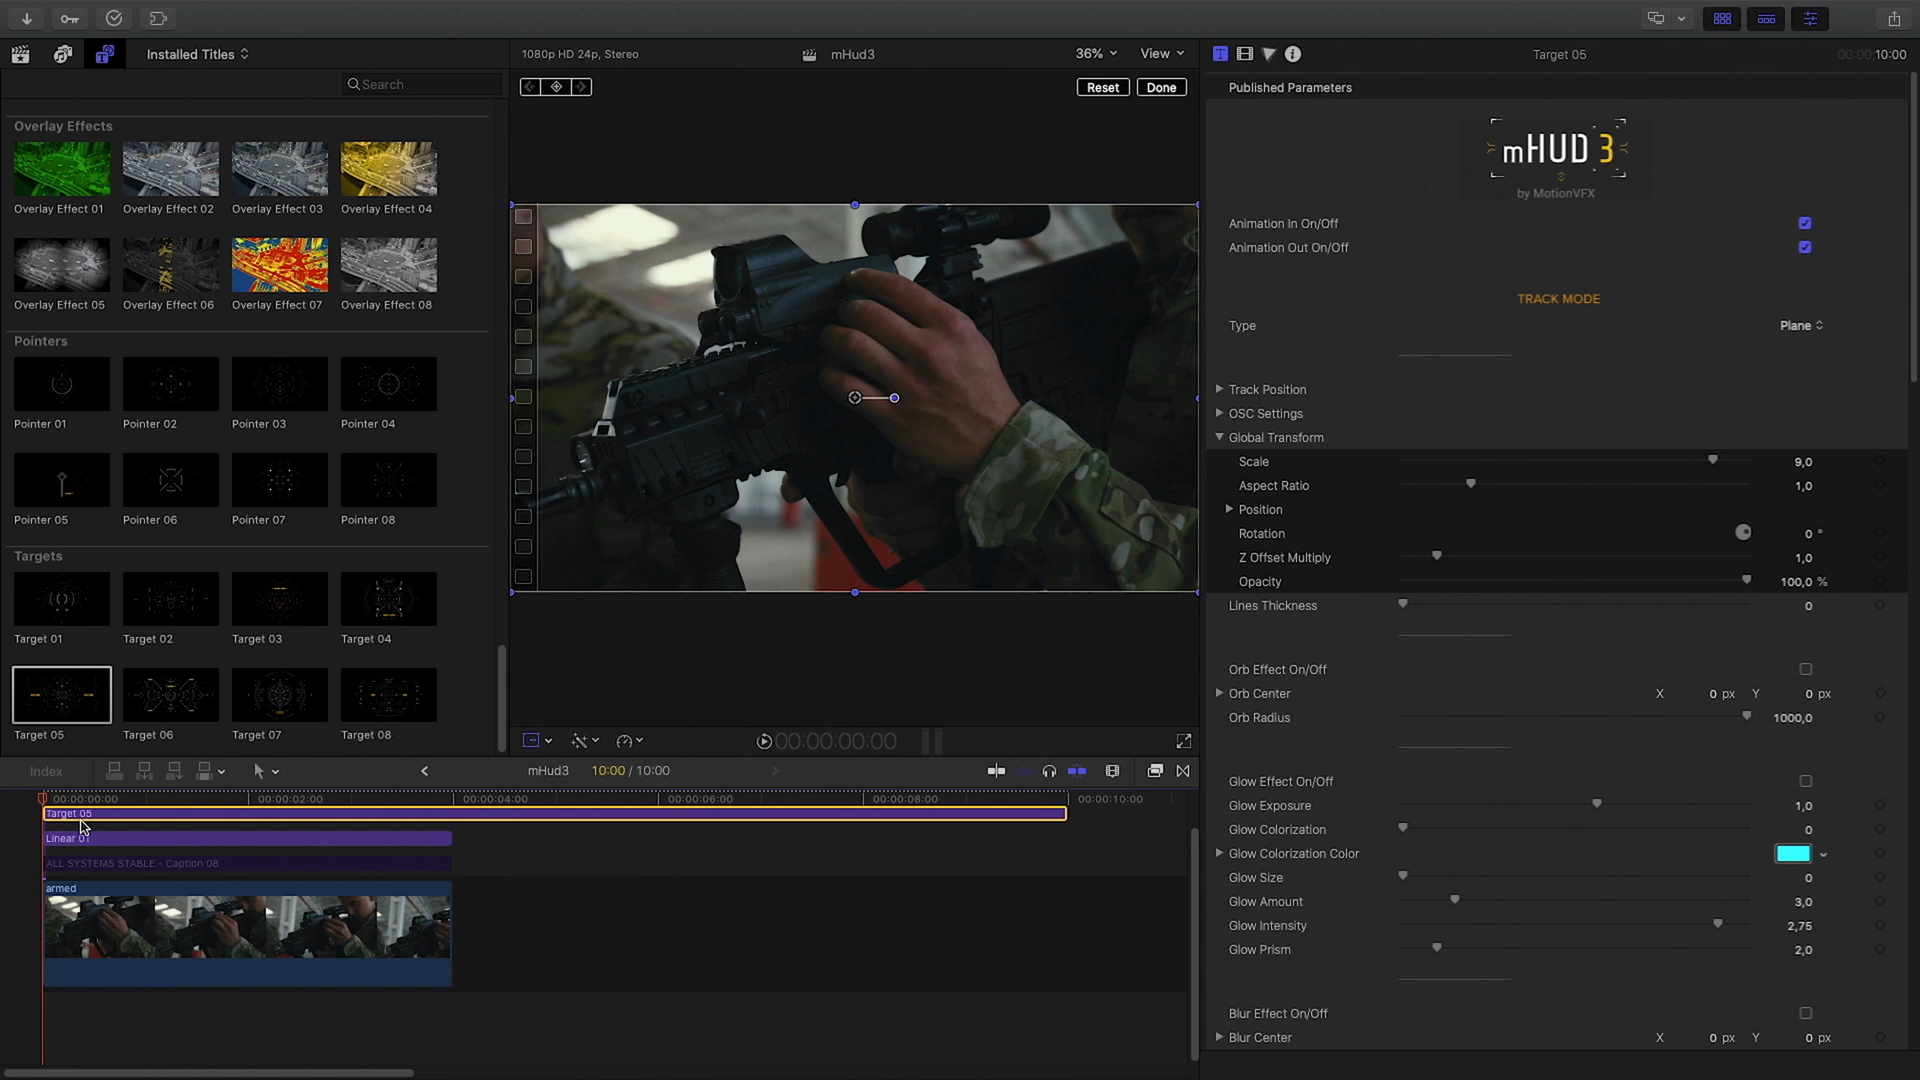 Installed Titles
1080p HD 24p, Stereo
mHud3
36%
View
Target 05
00:00:10:00
Search
Reset
Done
Published Parameters
Overlay Effects
Overlay Effect 01
Overlay Effect 02
Overlay Effect 03
Overlay Effect 04
Overlay Effect 05
Overlay Effect 06
Overlay Effect 07
Overlay Effect 08
Pointers
Pointer 01
Pointer 02
Pointer 03
Pointer 04
Pointer 05
Pointer 06
Pointer 07
Pointer 08
Targets
Target 01
Target 02
Target 03
Target 04
Target 05
Target 06
Target 07
Target 08
mHUD 3
by MotionVFX
Animation In On/Off
Animation Out On/Off
TRACK MODE
Type Plane
Track Position
OSC Settings
Global Transform
Scale 9,0
Aspect Ratio 1,0
Position
Rotation 0 °
Z Offset Multiply 1,0
Opacity 100,0 %
Lines Thickness 0
Orb Effect On/Off
Orb Center X 0 px Y 0 px
Orb Radius 1000,0
Glow Effect On/Off
Glow Exposure 1,0
Glow Colorization 0
Glow Colorization Color
Glow Size 0
Glow Amount 3,0
Glow Intensity 2,75
Glow Prism 2,0
Blur Effect On/Off
Blur Center X 0 px Y 0 px
00:00:00:00
Index
mHud3
10:00 / 10:00
00:00:00:00
00:00:02:00
00:00:04:00
00:00:06:00
00:00:08:00
00:00:10:00
Target 05
Linear 01
ALL SYSTEMS STABLE - Caption 08
armed